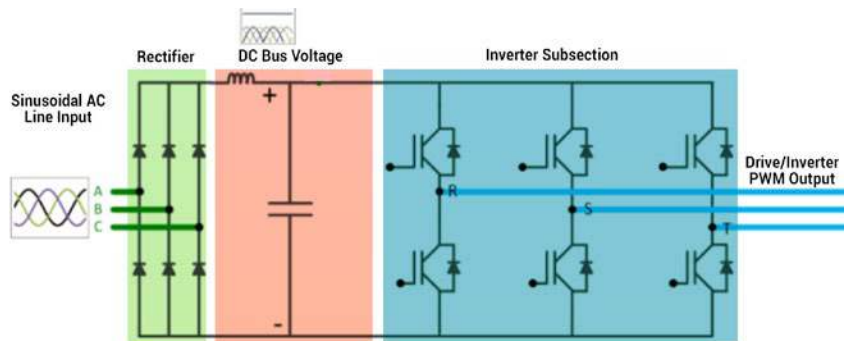 Rectifier
DC Bus Voltage
Inverter Subsection
Sinusoidal AC
Line Input
+
A
B
C
R
S
T
Drive/Inverter
PWM Output
-